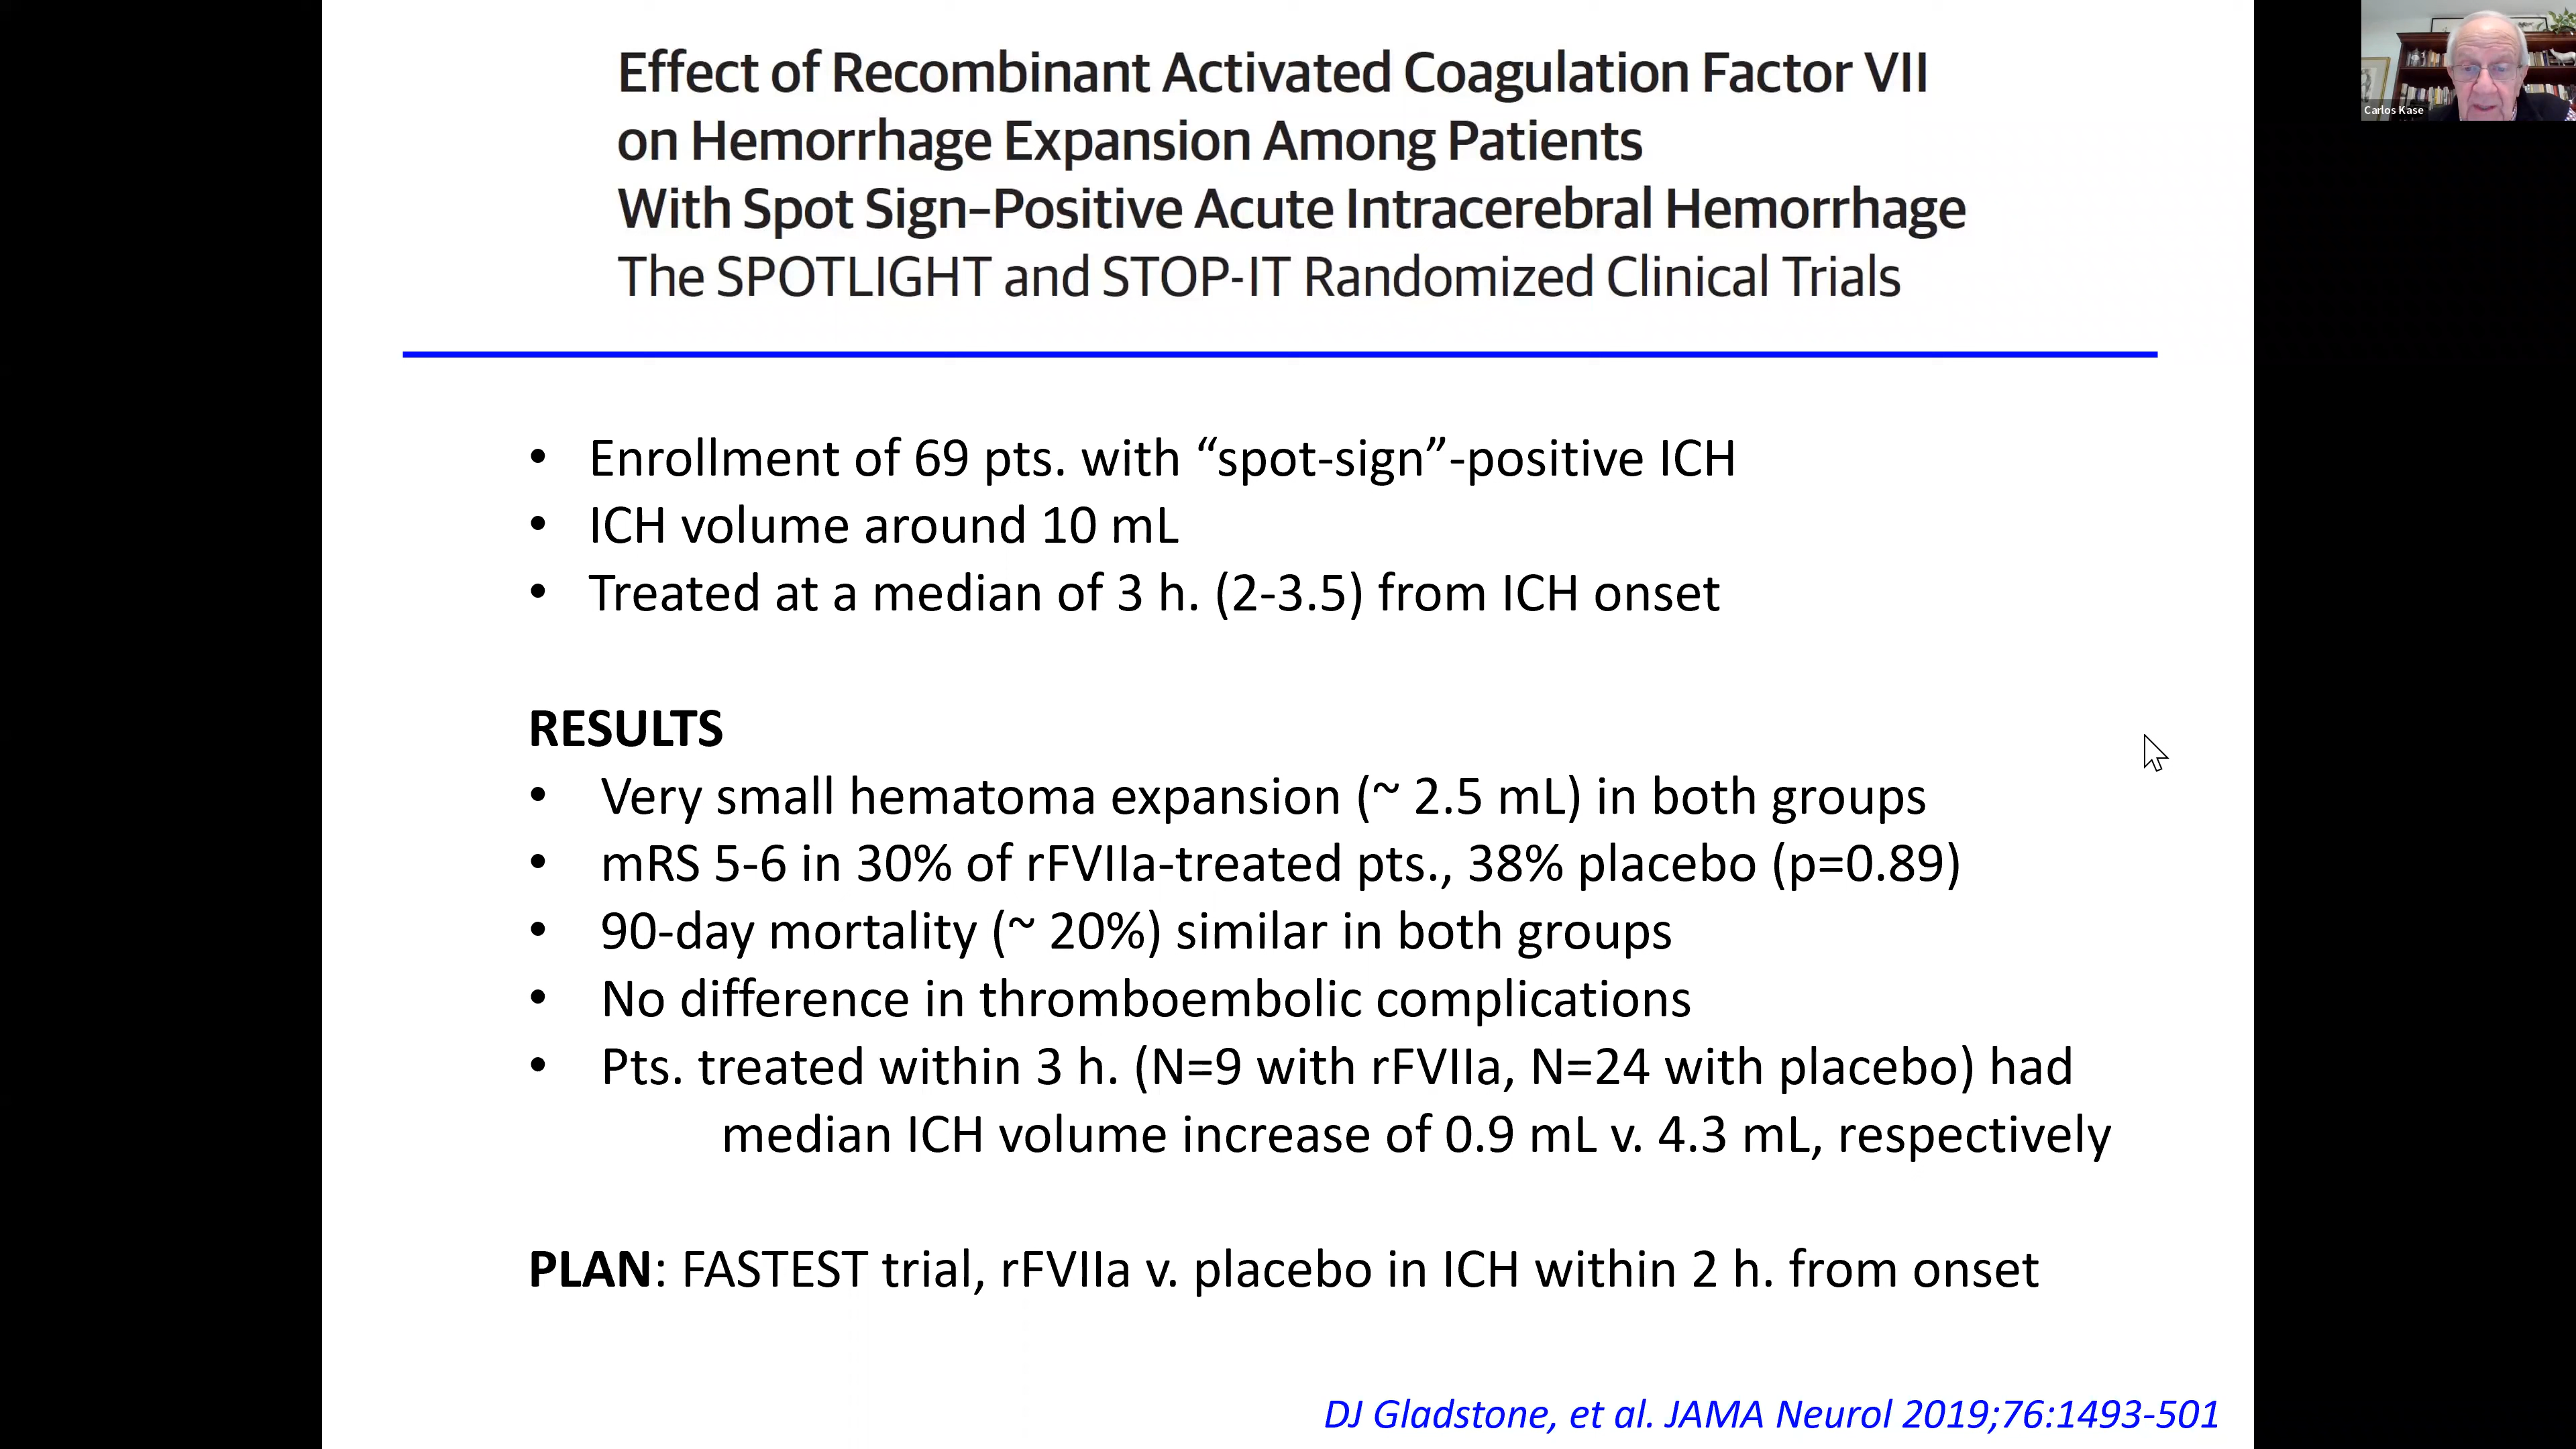 Effect of Recombinant Activated Coagulation Factor VII
on Hemorrhage Expansion Among Patients
With Spot Sign–Positive Acute Intracerebral Hemorrhage
The SPOTLIGHT and STOP-IT Randomized Clinical Trials
Carlos Kase
• Enrollment of 69 pts. with “spot-sign”-positive ICH
• ICH volume around 10 mL
• Treated at a median of 3 h. (2-3.5) from ICH onset
RESULTS
• Very small hematoma expansion (~ 2.5 mL) in both groups
• mRS 5-6 in 30% of rFVIIa-treated pts., 38% placebo (p=0.89)
• 90-day mortality (~ 20%) similar in both groups
• No difference in thromboembolic complications
• Pts. treated within 3 h. (N=9 with rFVIIa, N=24 with placebo) had
median ICH volume increase of 0.9 mL v. 4.3 mL, respectively
PLAN: FASTEST trial, rFVIIa v. placebo in ICH within 2 h. from onset
DJ Gladstone, et al. JAMA Neurol 2019;76:1493-501